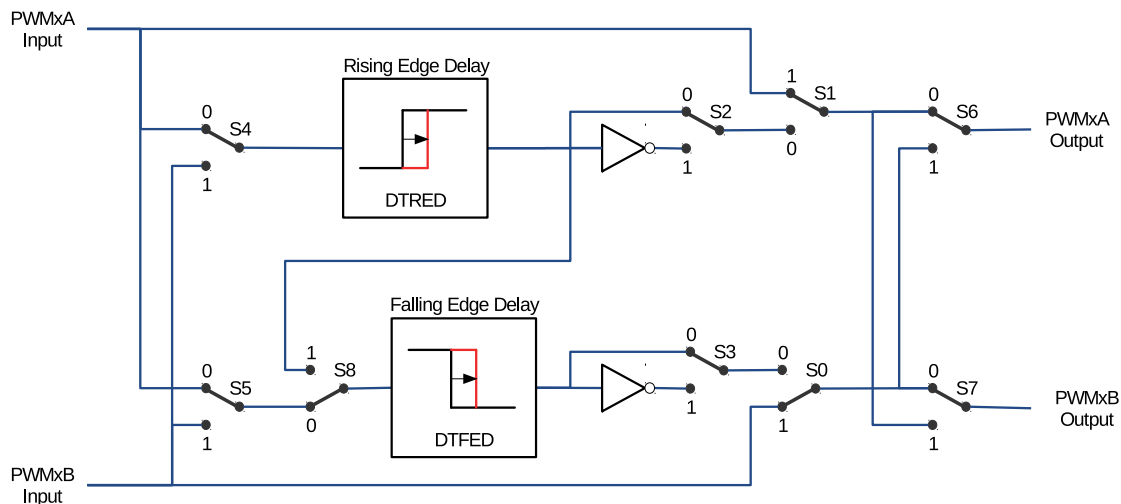 PWMxA
Input
Rising Edge Delay
DTRED
0
S4
1
0
S2
1
1
S1
0
0
S6
1
PWMxA
Output
Falling Edge Delay
DTFED
0
S5
1
1
S8
0
0
S3
1
0
S0
1
0
S7
1
PWMxB
Output
PWMxB
Input